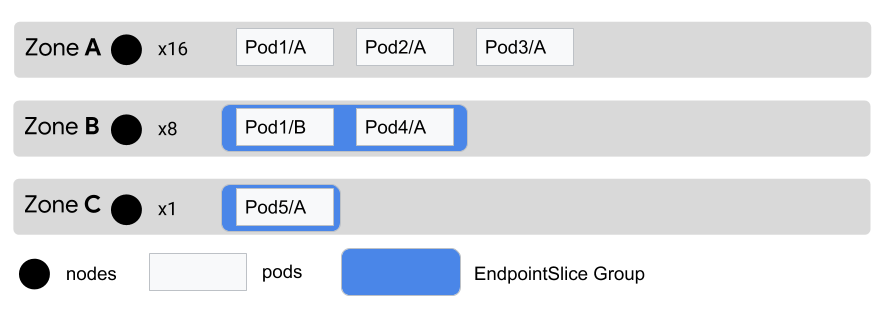 Zone A x16 Pod1/A Pod2/A Pod3/A
Zone B x8 Pod1/B Pod4/A
Zone C x1 Pod5/A
nodes pods EndpointSlice Group